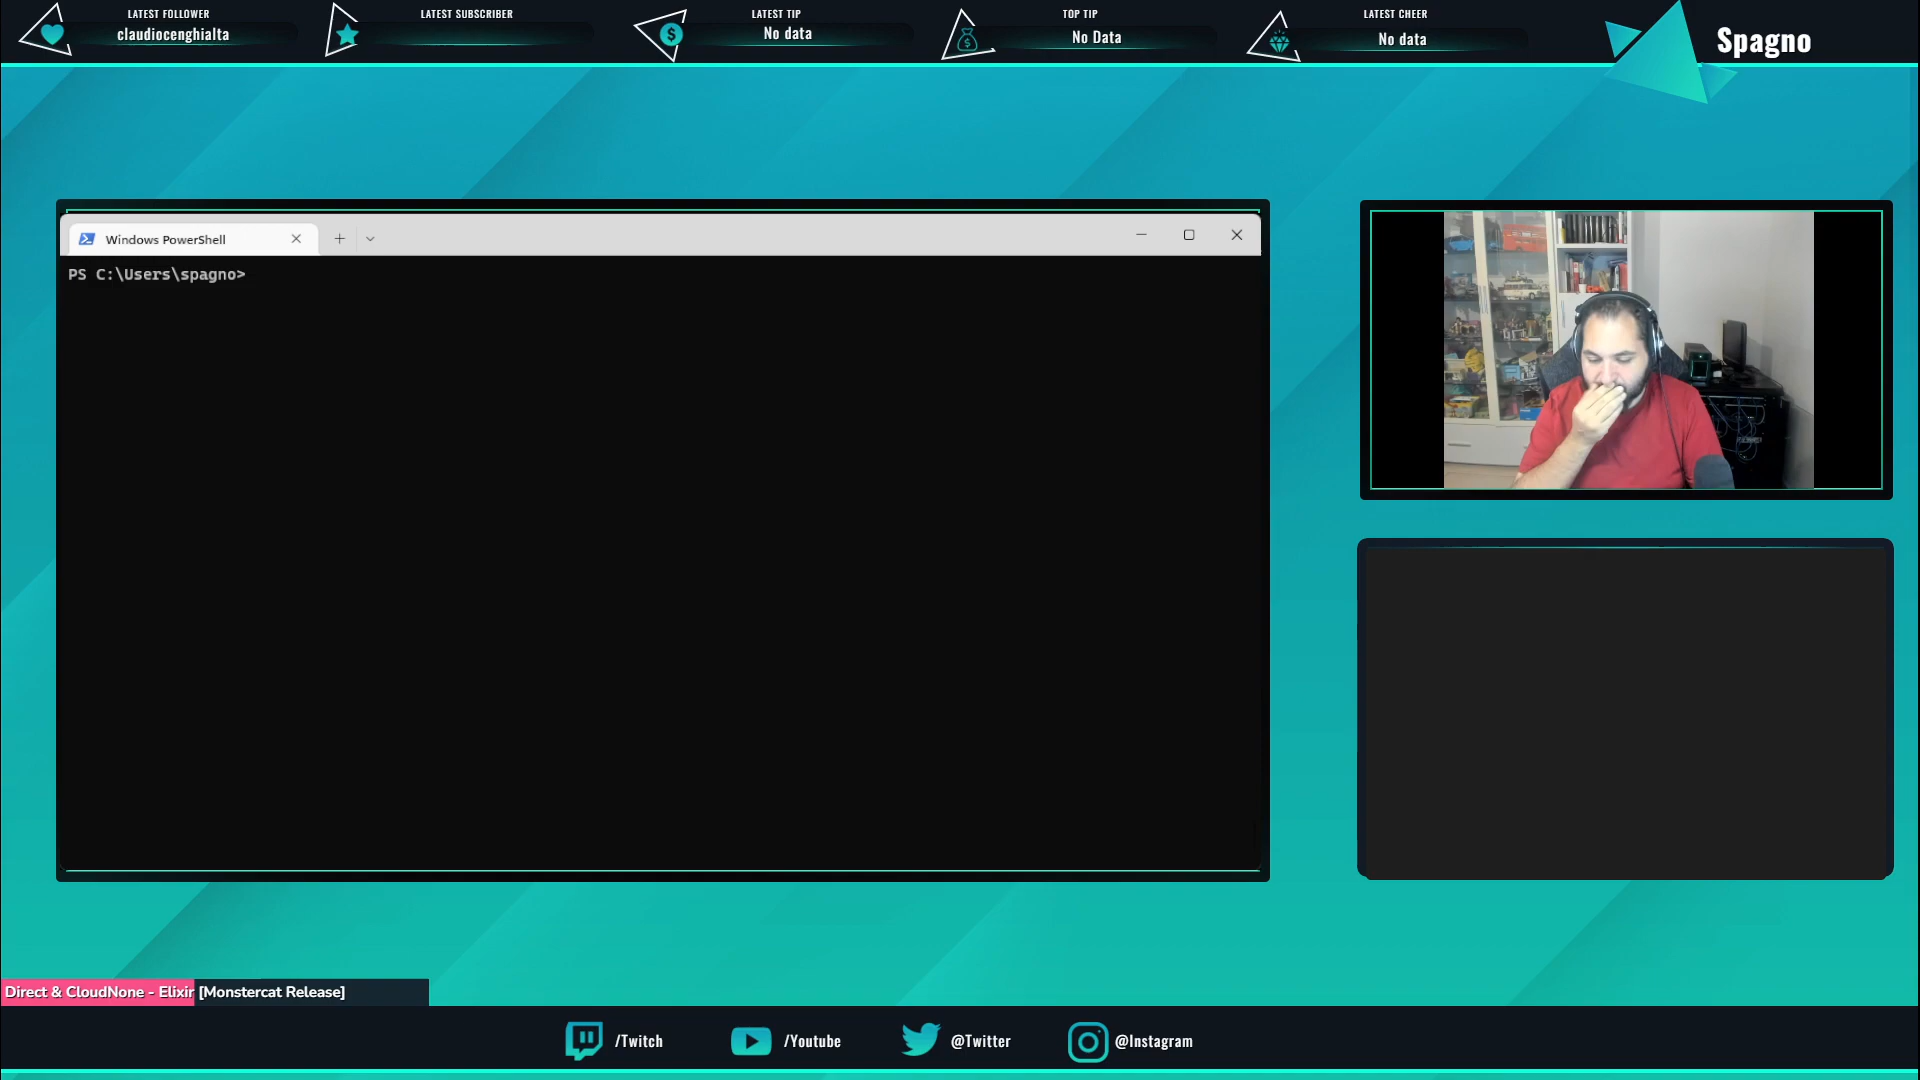 LATEST FOLLOWER
claudiocenghialta
LATEST SUBSCRIBER
LATEST TIP
No data
TOP TIP
No Data
LATEST CHEER
No data
Spagno
Windows PowerShell
PS C:\Users\spagno>
Direct & CloudNone - Elixir [Monstercat Release]
/Twitch
/Youtube
@Twitter
@Instagram